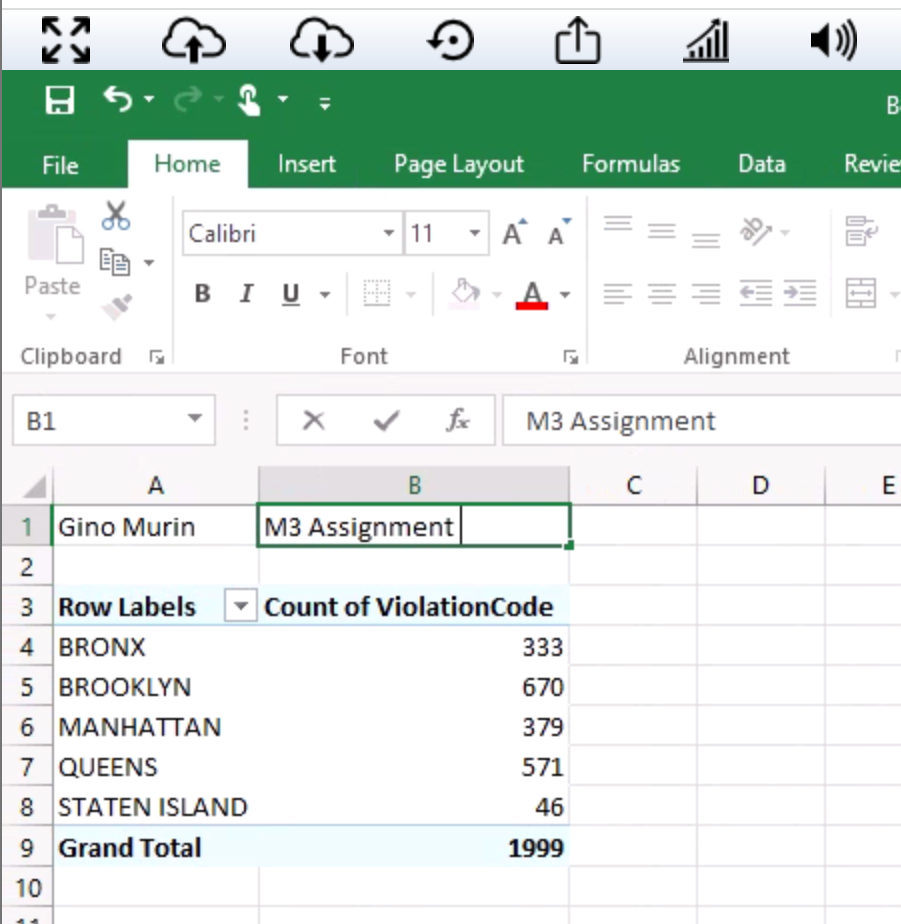 B
File Home Insert Page Layout Formulas Data Revie
Calibri 11 A A
Paste B I U A
Clipboard Font Alignment
B1 fx M3 Assignment
A B C D E
1 Gino Murin M3 Assignment
2
3 Row Labels Count of ViolationCode
4 BRONX 333
5 BROOKLYN 670
6 MANHATTAN 379
7 QUEENS 571
8 STATEN ISLAND 46
9 Grand Total 1999
10